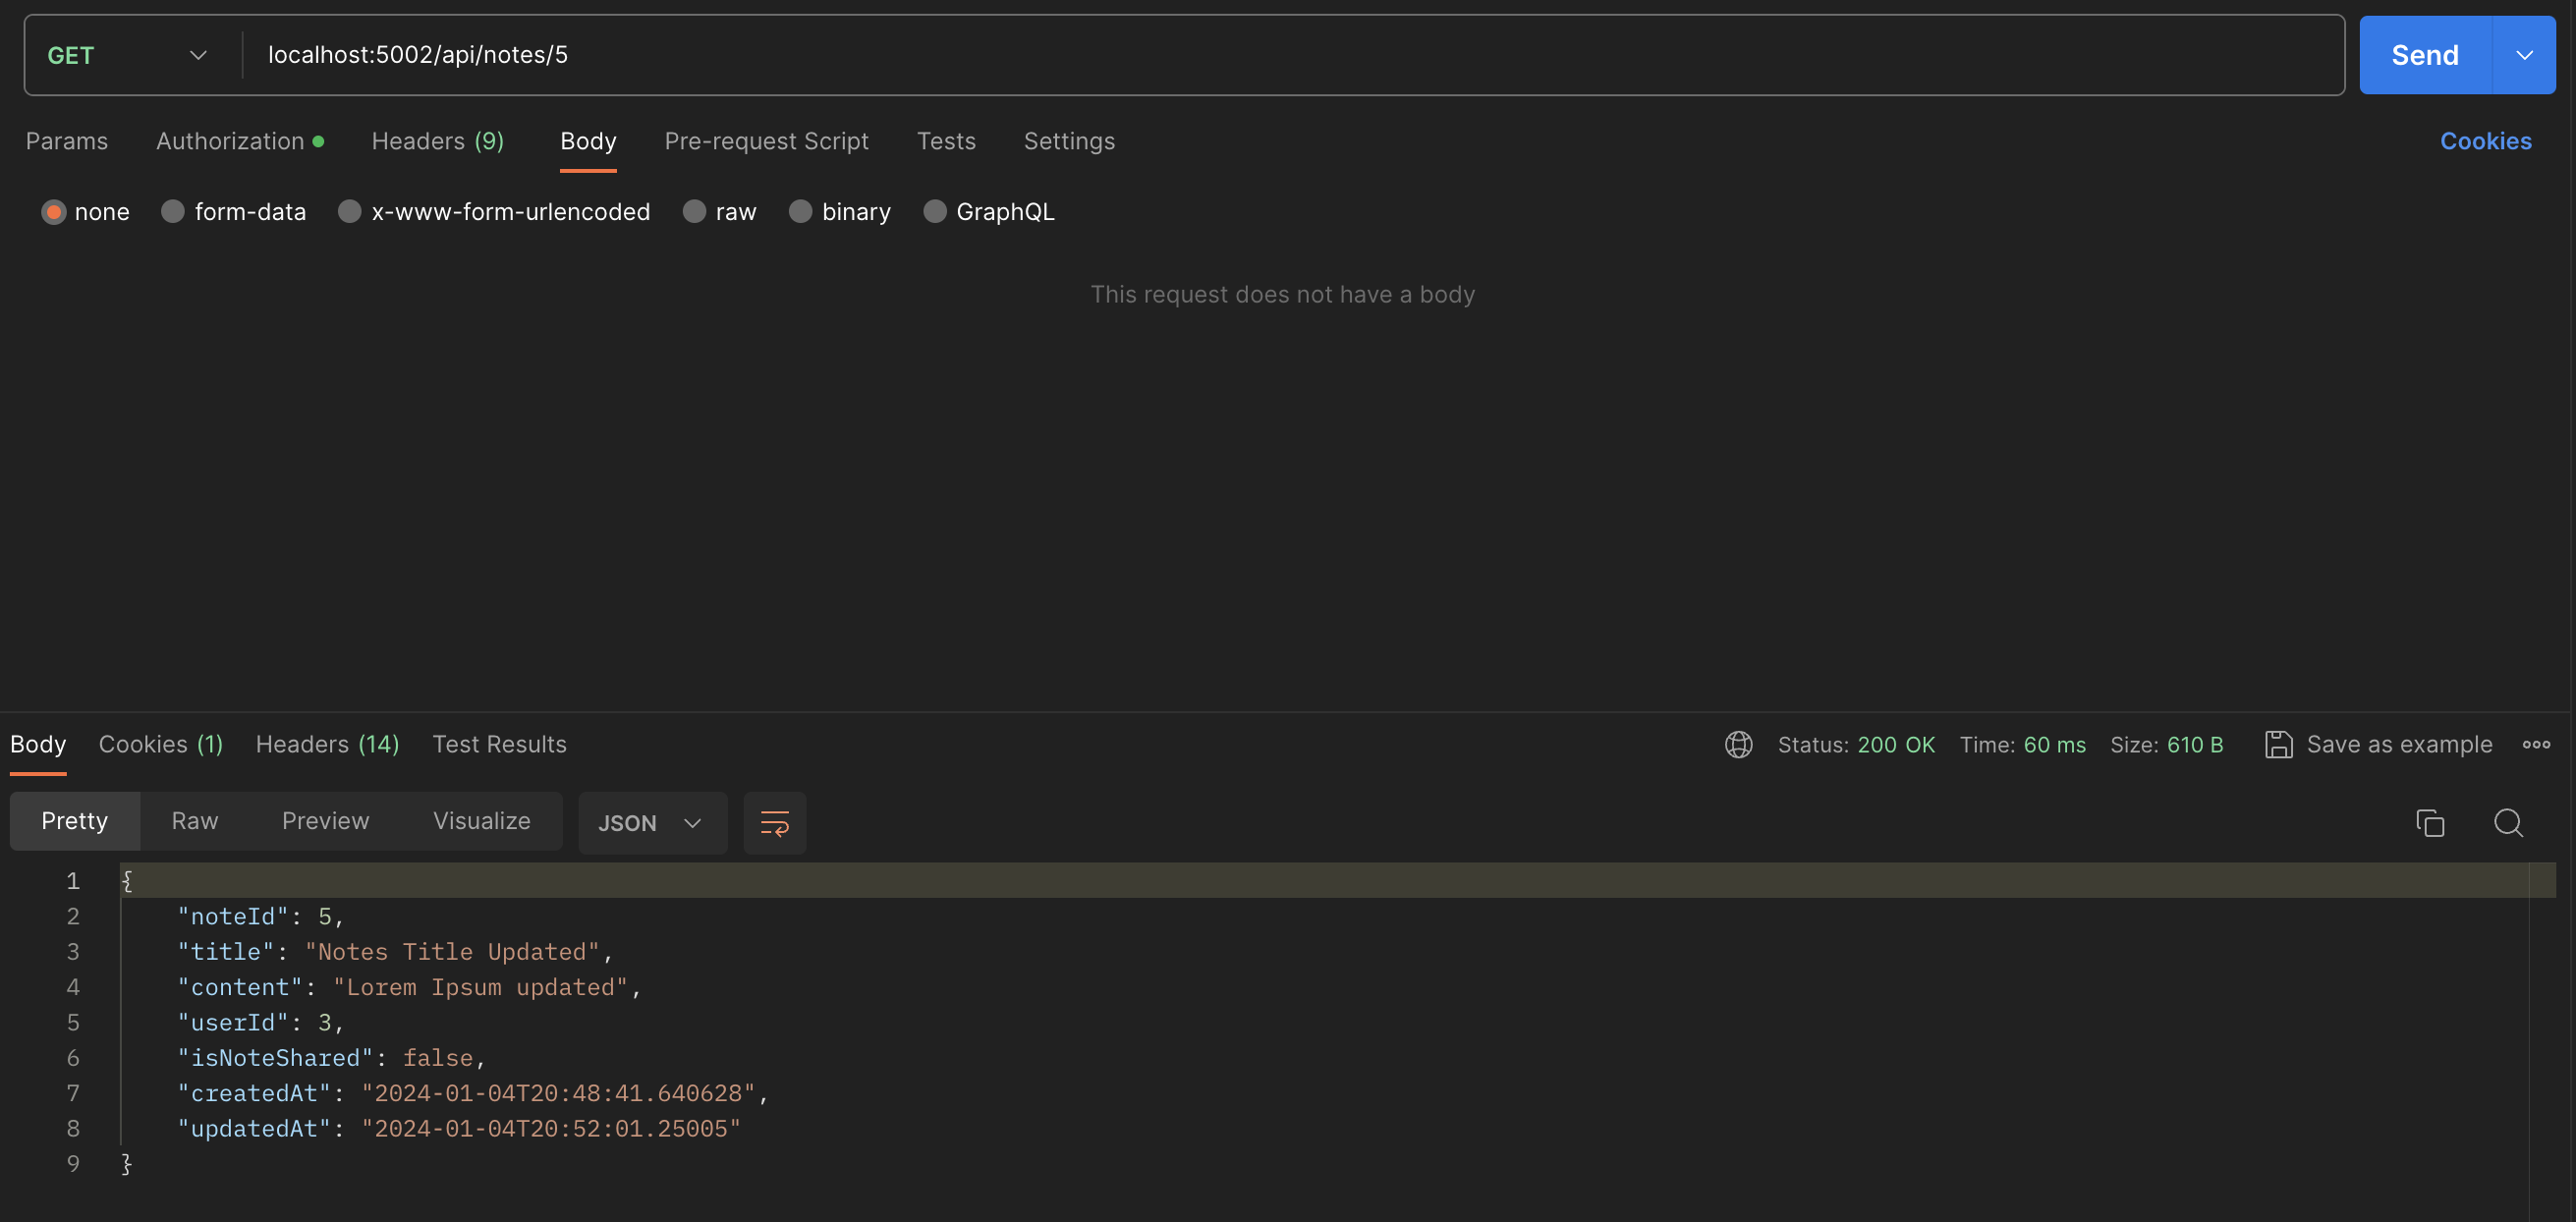 GET localhost:5002/api/notes/5 Send
Params Authorization Headers (9) Body Pre-request Script Tests Settings Cookies
none form-data x-www-form-urlencoded raw binary GraphQL
This request does not have a body
Body Cookies (1) Headers (14) Test Results Status: 200 OK Time: 60 ms Size: 610 B Save as example
Pretty Raw Preview Visualize JSON
1 {
2 "noteId": 5,
3 "title": "Notes Title Updated",
4 "content": "Lorem Ipsum updated",
5 "userId": 3,
6 "isNoteShared": false,
7 "createdAt": "2024-01-04T20:48:41.640628",
8 "updatedAt": "2024-01-04T20:52:01.25005"
9 }